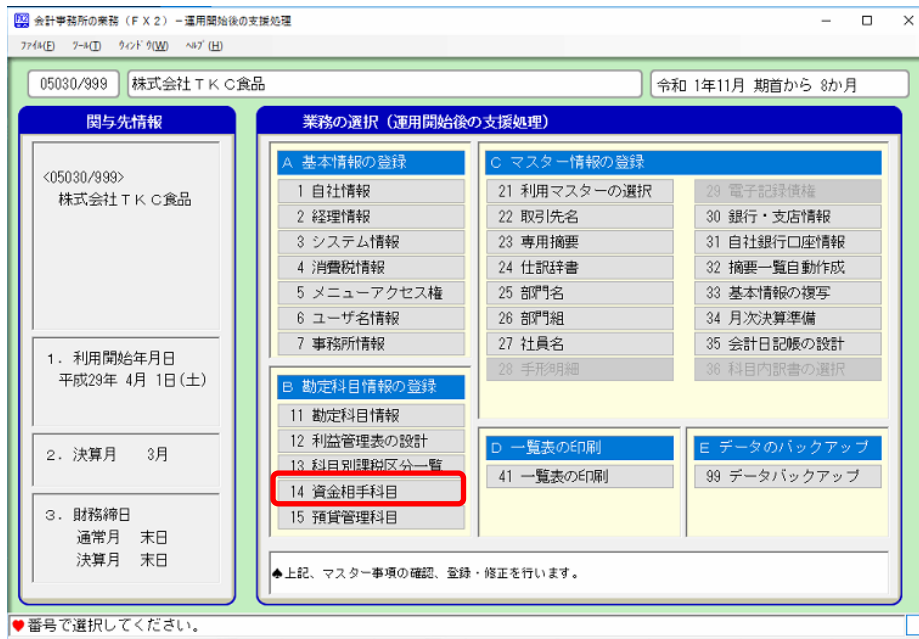 会計事務所の業務（ＦＸ２）－運用開始後の支援処理
ﾌｧｲﾙ(F) ﾂｰﾙ(T) ｳｨﾝﾄﾞｳ(W) ﾍﾙﾌﾟ(H)
05030/999 株式会社ＴＫＣ食品 令和 1年11月 期首から 8か月
関与先情報
<05030/999>
株式会社ＴＫＣ食品
1．利用開始年月日
平成29年 4月 1日(土)
2．決算月 3月
3．財務締日
通常月 末日
決算月 末日
業務の選択（運用開始後の支援処理）
A 基本情報の登録
1 自社情報
2 経理情報
3 システム情報
4 消費税情報
5 メニューアクセス権
6 ユーザ名情報
7 事務所情報
B 勘定科目情報の登録
11 勘定科目情報
12 利益管理表の設計
13 科目別課税区分一覧
14 資金相手科目
15 預貸管理科目
C マスター情報の登録
21 利用マスターの選択
22 取引先名
23 専用摘要
24 仕訳辞書
25 部門名
26 部門組
27 社員名
28 手形明細
29 電子記録債権
30 銀行・支店情報
31 自社銀行口座情報
32 摘要一覧自動作成
33 基本情報の複写
34 月次決算準備
35 会計日記帳の設計
36 科目内訳書の選択
D 一覧表の印刷
41 一覧表の印刷
E データのバックアップ
99 データバックアップ
♠上記、マスター事項の確認、登録・修正を行います。
♥番号で選択してください。